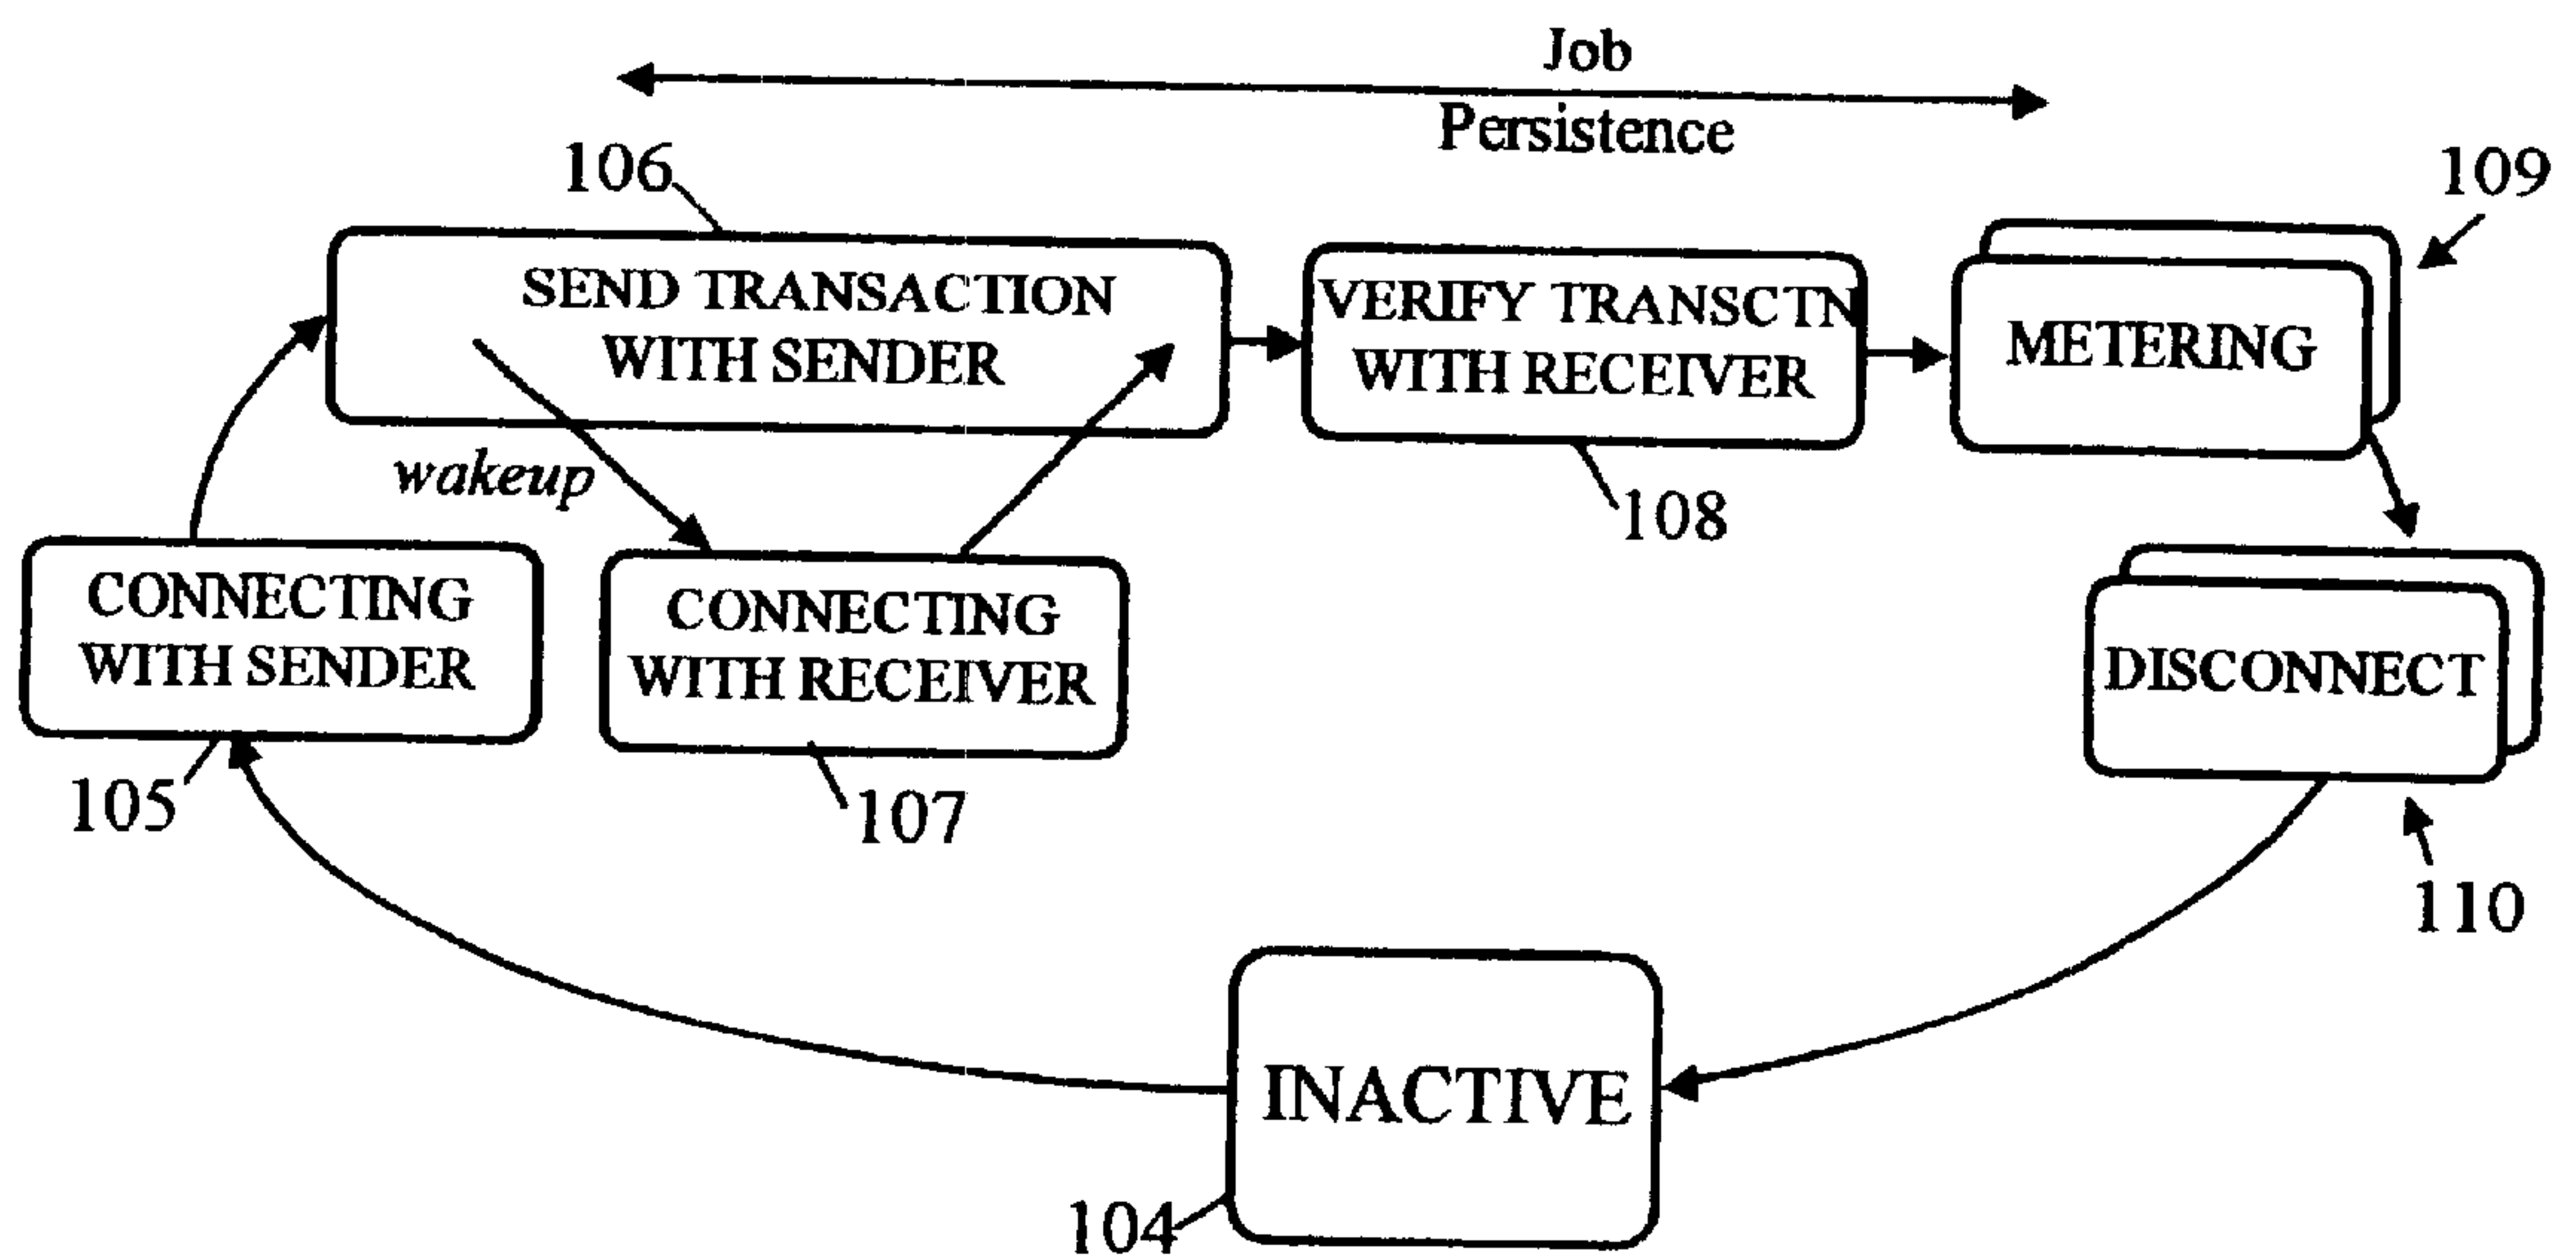 Job
Persistence
106
109
SEND TRANSACTION
WITH SENDER
VERIFY TRANSCTN
WITH RECEIVER
METERING
wakeup
108
CONNECTING
WITH SENDER
CONNECTING
WITH RECEIVER
DISCONNECT
105
107
110
INACTIVE
104